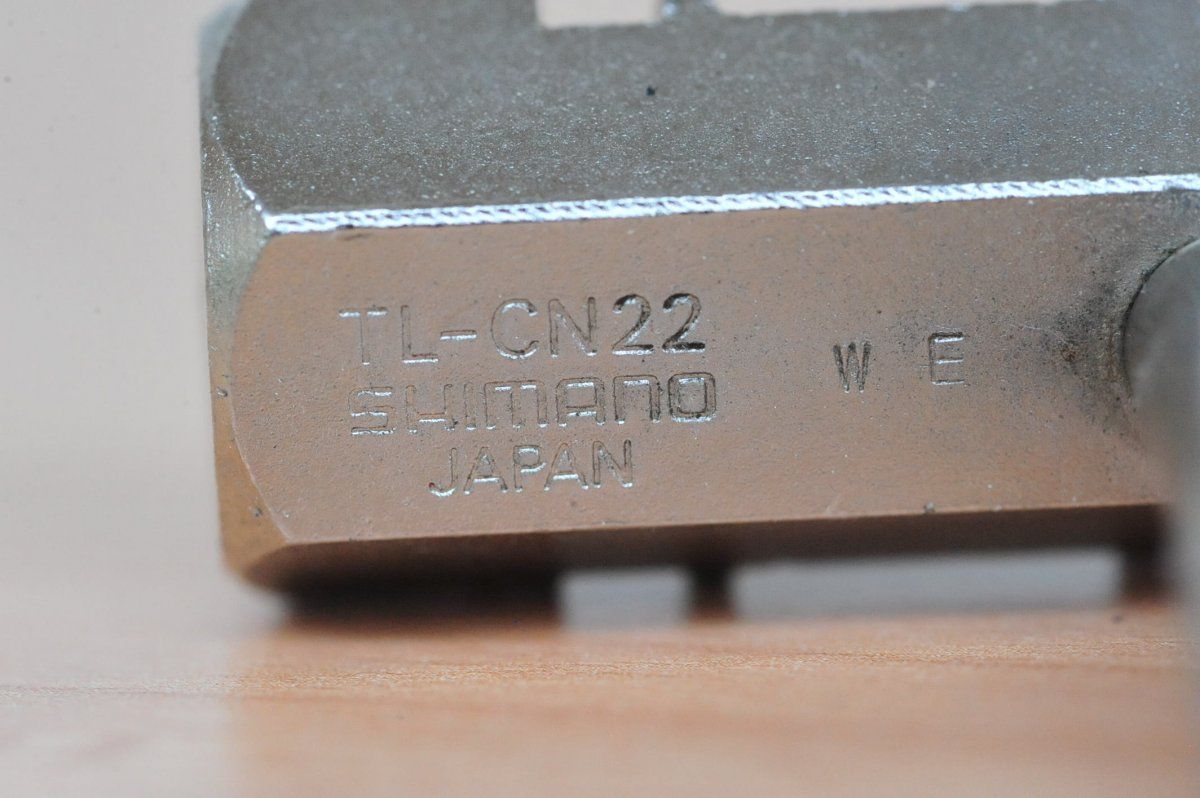 TL-CN22
SHIMANO
JAPAN
W E